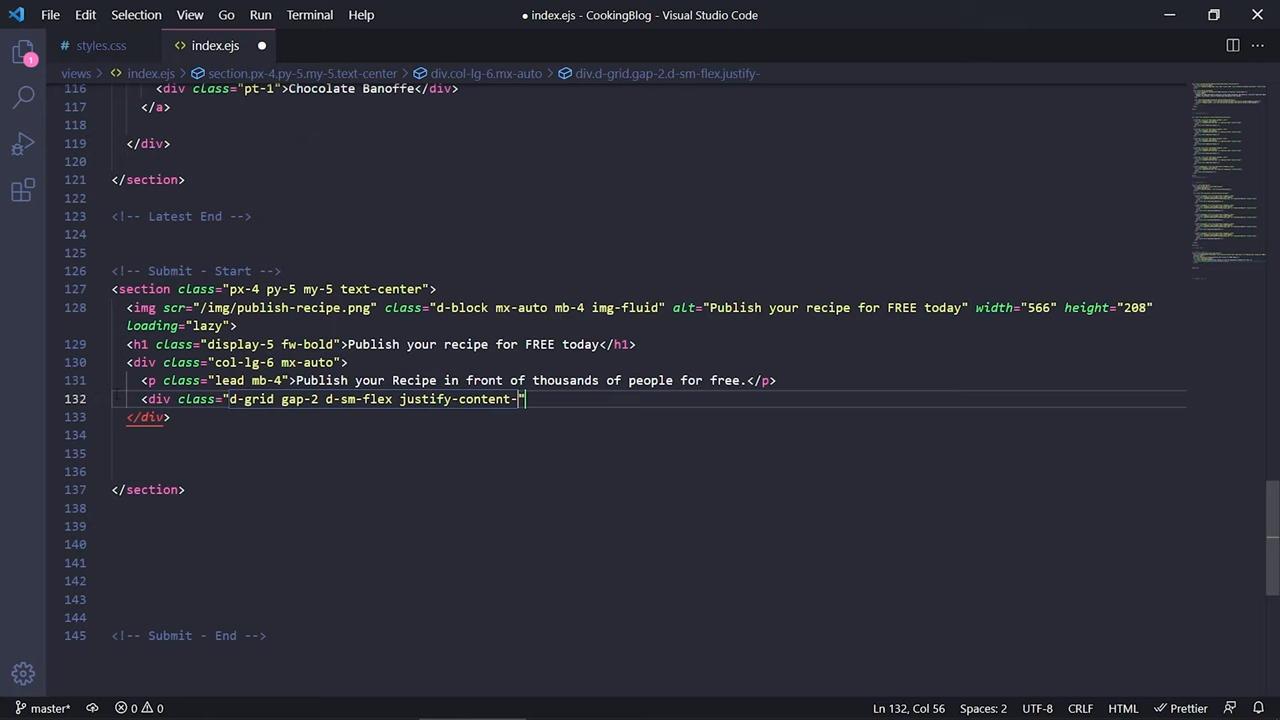 File Edit Selection View Go Run Terminal Help ● index.ejs - CookingBlog - Visual Studio Code
styles.css index.ejs
views > index.ejs > section.px-4.py-5.my-5.text-center > div.col-lg-6.mx-auto > div.d-grid.gap-2.d-sm-flex.justify-
1
116 <div class="pt-1">Chocolate Banoffe</div>
117 </a>
118
119 </div>
120
121 </section>
122
123 <!-- Latest End -->
124
125
126 <!-- Submit - Start -->
127 <section class="px-4 py-5 my-5 text-center">
128 <img scr="/img/publish-recipe.png" class="d-block mx-auto mb-4 img-fluid" alt="Publish your recipe for FREE today" width="566" height="208"
loading="lazy">
129 <h1 class="display-5 fw-bold">Publish your recipe for FREE today</h1>
130 <div class="col-lg-6 mx-auto">
131 <p class="lead mb-4">Publish your Recipe in front of thousands of people for free.</p>
132 <div class="d-grid gap-2 d-sm-flex justify-content-"
133 </div>
134
135
136
137 </section>
138
139
140
141
142
143
144
145 <!-- Submit - End -->
master* 0 0 Ln 132, Col 56 Spaces: 2 UTF-8 CRLF HTML Prettier